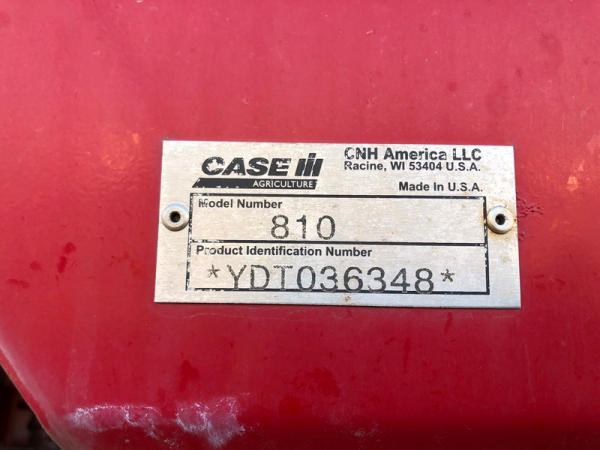 CASE IH
AGRICULTURE
CNH America LLC
Racine, WI 53404 U.S.A.
Made in U.S.A.
Model Number
810
Product Identification Number
*YDT036348*